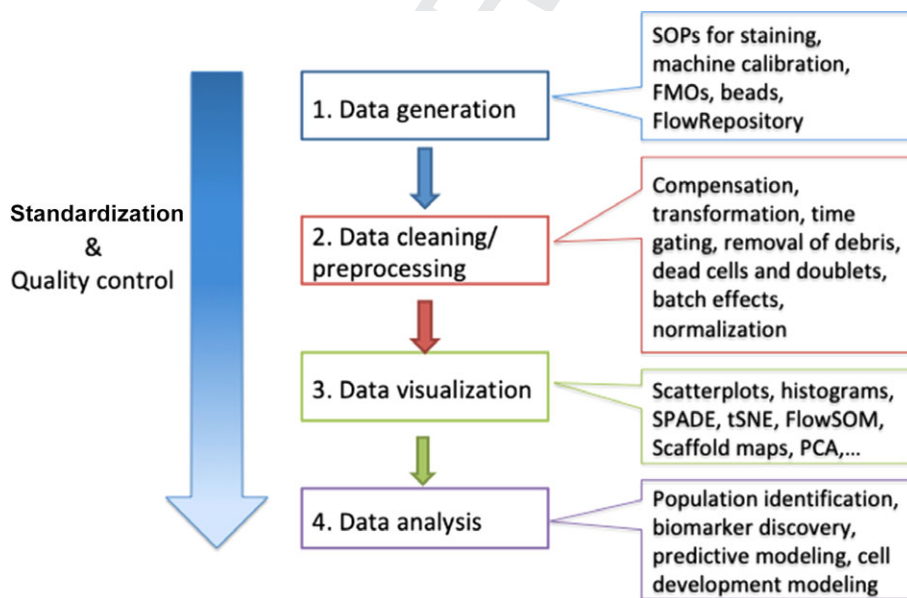 Standardization
&
Quality control
1. Data generation
SOPs for staining,
machine calibration,
FMOs, beads,
FlowRepository
2. Data cleaning/
preprocessing
Compensation,
transformation, time
gating, removal of debris,
dead cells and doublets,
batch effects,
normalization
3. Data visualization
Scatterplots, histograms,
SPADE, tSNE, FlowSOM,
Scaffold maps, PCA,...
4. Data analysis
Population identification,
biomarker discovery,
predictive modeling, cell
development modeling